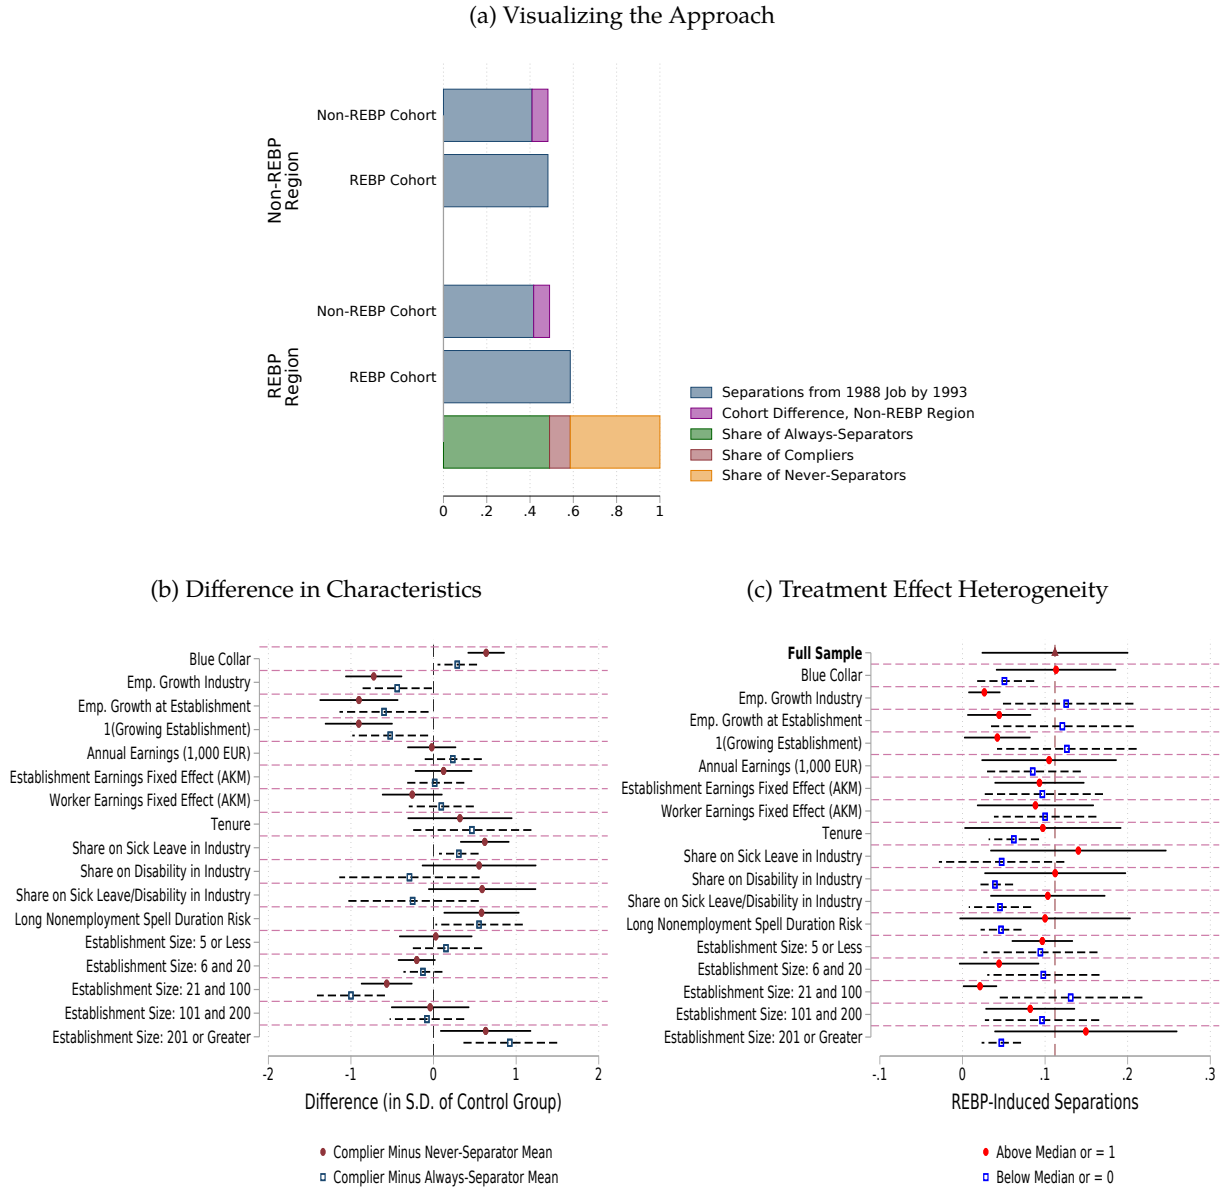 (a) Visualizing the Approach
Non-REBP Region
Non-REBP Cohort
REBP Cohort
REBP Region
Non-REBP Cohort
REBP Cohort
0 .2 .4 .6 .8 1
Separations from 1988 Job by 1993
Cohort Difference, Non-REBP Region
Share of Always-Separators
Share of Compliers
Share of Never-Separators
(b) Difference in Characteristics
Blue Collar
Emp. Growth Industry
Emp. Growth at Establishment
1(Growing Establishment)
Annual Earnings (1,000 EUR)
Establishment Earnings Fixed Effect (AKM)
Worker Earnings Fixed Effect (AKM)
Tenure
Share on Sick Leave in Industry
Share on Disability in Industry
Share on Sick Leave/Disability in Industry
Long Nonemployment Spell Duration Risk
Establishment Size: 5 or Less
Establishment Size: 6 and 20
Establishment Size: 21 and 100
Establishment Size: 101 and 200
Establishment Size: 201 or Greater
-2 -1 0 1 2
Difference (in S.D. of Control Group)
Complier Minus Never-Separator Mean
Complier Minus Always-Separator Mean
(c) Treatment Effect Heterogeneity
Full Sample
Blue Collar
Emp. Growth Industry
Emp. Growth at Establishment
1(Growing Establishment)
Annual Earnings (1,000 EUR)
Establishment Earnings Fixed Effect (AKM)
Worker Earnings Fixed Effect (AKM)
Tenure
Share on Sick Leave in Industry
Share on Disability in Industry
Share on Sick Leave/Disability in Industry
Long Nonemployment Spell Duration Risk
Establishment Size: 5 or Less
Establishment Size: 6 and 20
Establishment Size: 21 and 100
Establishment Size: 101 and 200
Establishment Size: 201 or Greater
-.1 0 .1 .2 .3
REBP-Induced Separations
Above Median or = 1
Below Median or = 0